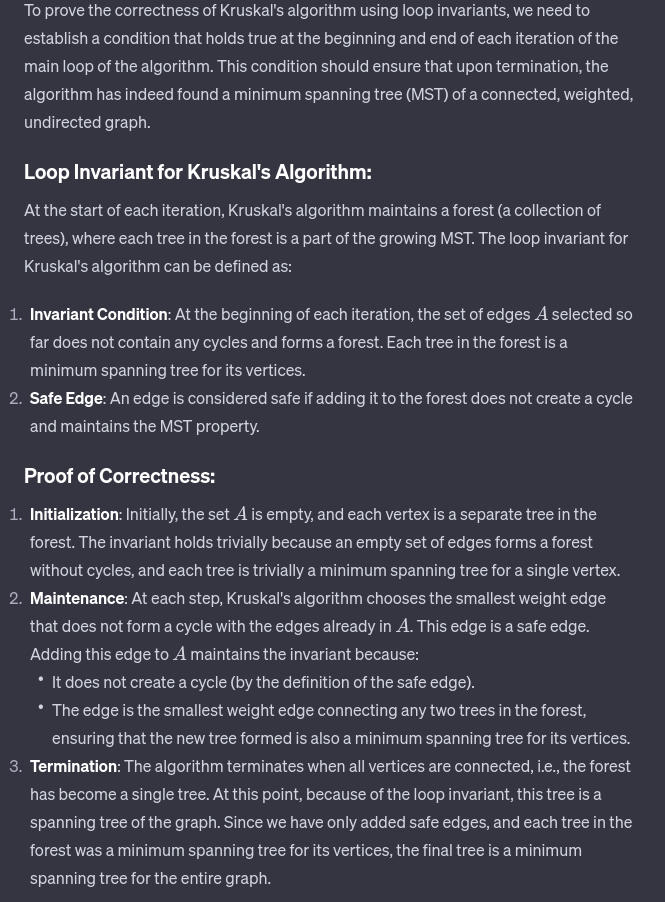 To prove the correctness of Kruskal's algorithm using loop invariants, we need to
establish a condition that holds true at the beginning and end of each iteration of the
main loop of the algorithm. This condition should ensure that upon termination, the
algorithm has indeed found a minimum spanning tree (MST) of a connected, weighted,
undirected graph.
Loop Invariant for Kruskal's Algorithm:
At the start of each iteration, Kruskal's algorithm maintains a forest (a collection of
trees), where each tree in the forest is a part of the growing MST. The loop invariant for
Kruskal's algorithm can be defined as:
1. Invariant Condition: At the beginning of each iteration, the set of edges A selected so
far does not contain any cycles and forms a forest. Each tree in the forest is a
minimum spanning tree for its vertices.
2. Safe Edge: An edge is considered safe if adding it to the forest does not create a cycle
and maintains the MST property.
Proof of Correctness:
1. Initialization: Initially, the set A is empty, and each vertex is a separate tree in the
forest. The invariant holds trivially because an empty set of edges forms a forest
without cycles, and each tree is trivially a minimum spanning tree for a single vertex.
2. Maintenance: At each step, Kruskal's algorithm chooses the smallest weight edge
that does not form a cycle with the edges already in A. This edge is a safe edge.
Adding this edge to A maintains the invariant because:
• It does not create a cycle (by the definition of the safe edge).
• The edge is the smallest weight edge connecting any two trees in the forest,
ensuring that the new tree formed is also a minimum spanning tree for its vertices.
3. Termination: The algorithm terminates when all vertices are connected, i.e., the forest
has become a single tree. At this point, because of the loop invariant, this tree is a
spanning tree of the graph. Since we have only added safe edges, and each tree in the
forest was a minimum spanning tree for its vertices, the final tree is a minimum
spanning tree for the entire graph.